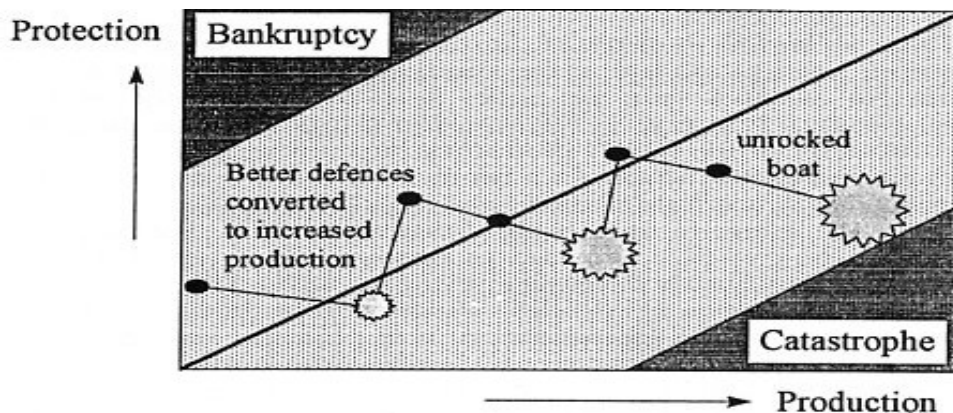 Protection
Bankruptcy
unrocked
boat
Better defences
converted
to increased
production
Catastrophe
Production